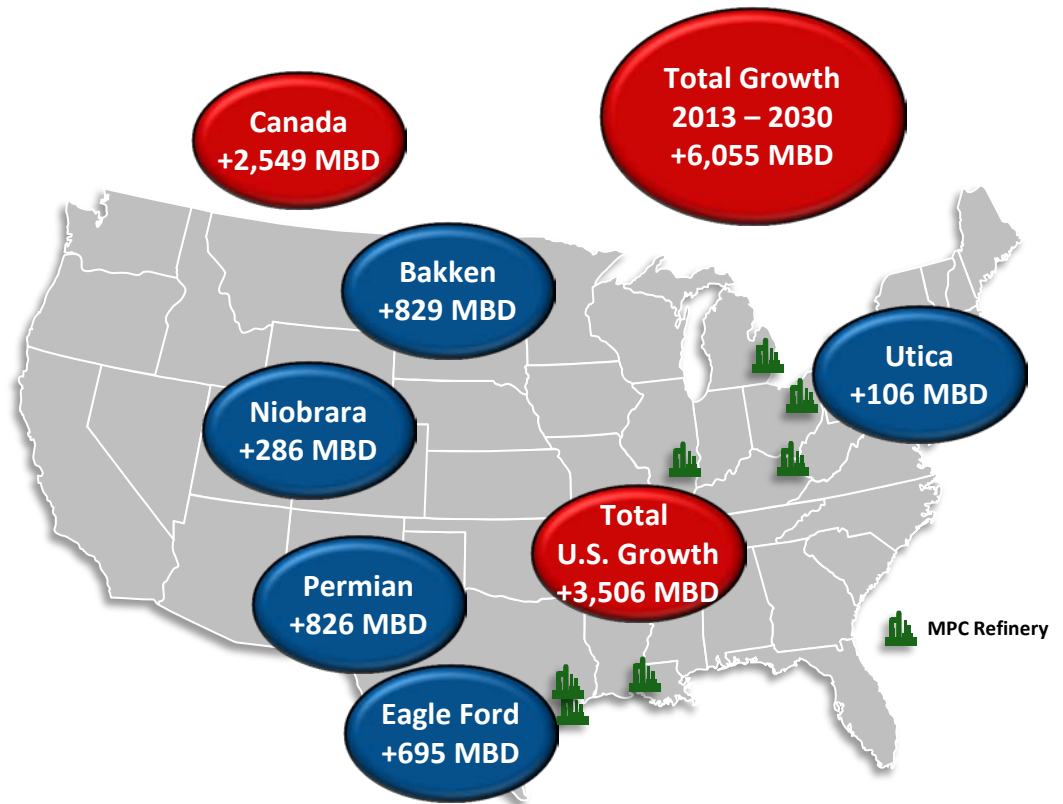 Total Growth
2013 – 2030
+6,055 MBD
Canada
+2,549 MBD
Bakken
+829 MBD
Utica
+106 MBD
Niobrara
+286 MBD
Total
U.S. Growth
+3,506 MBD
Permian
+826 MBD
MPC Refinery
Eagle Ford
+695 MBD